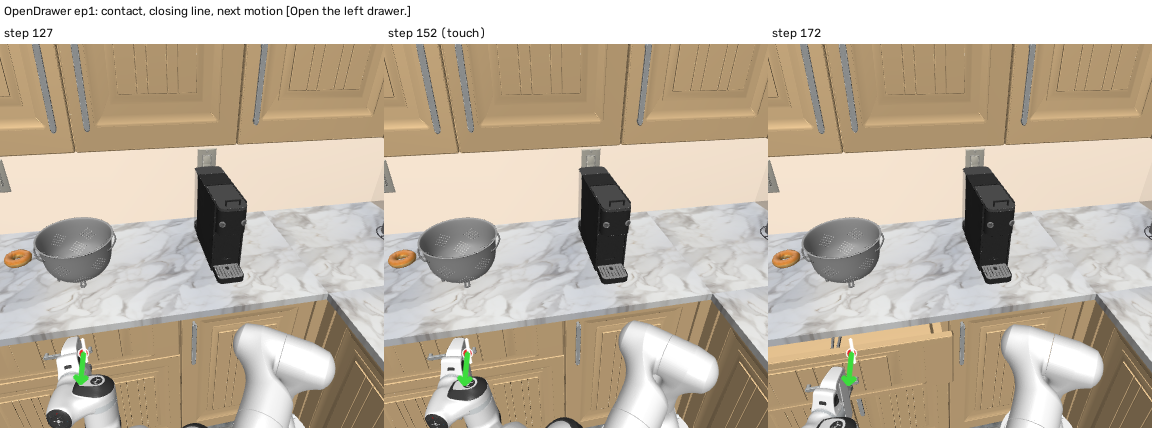 OpenDrawer ep1: contact, closing line, next motion [Open the left drawer.]
step 127
step 152 (touch)
step 172